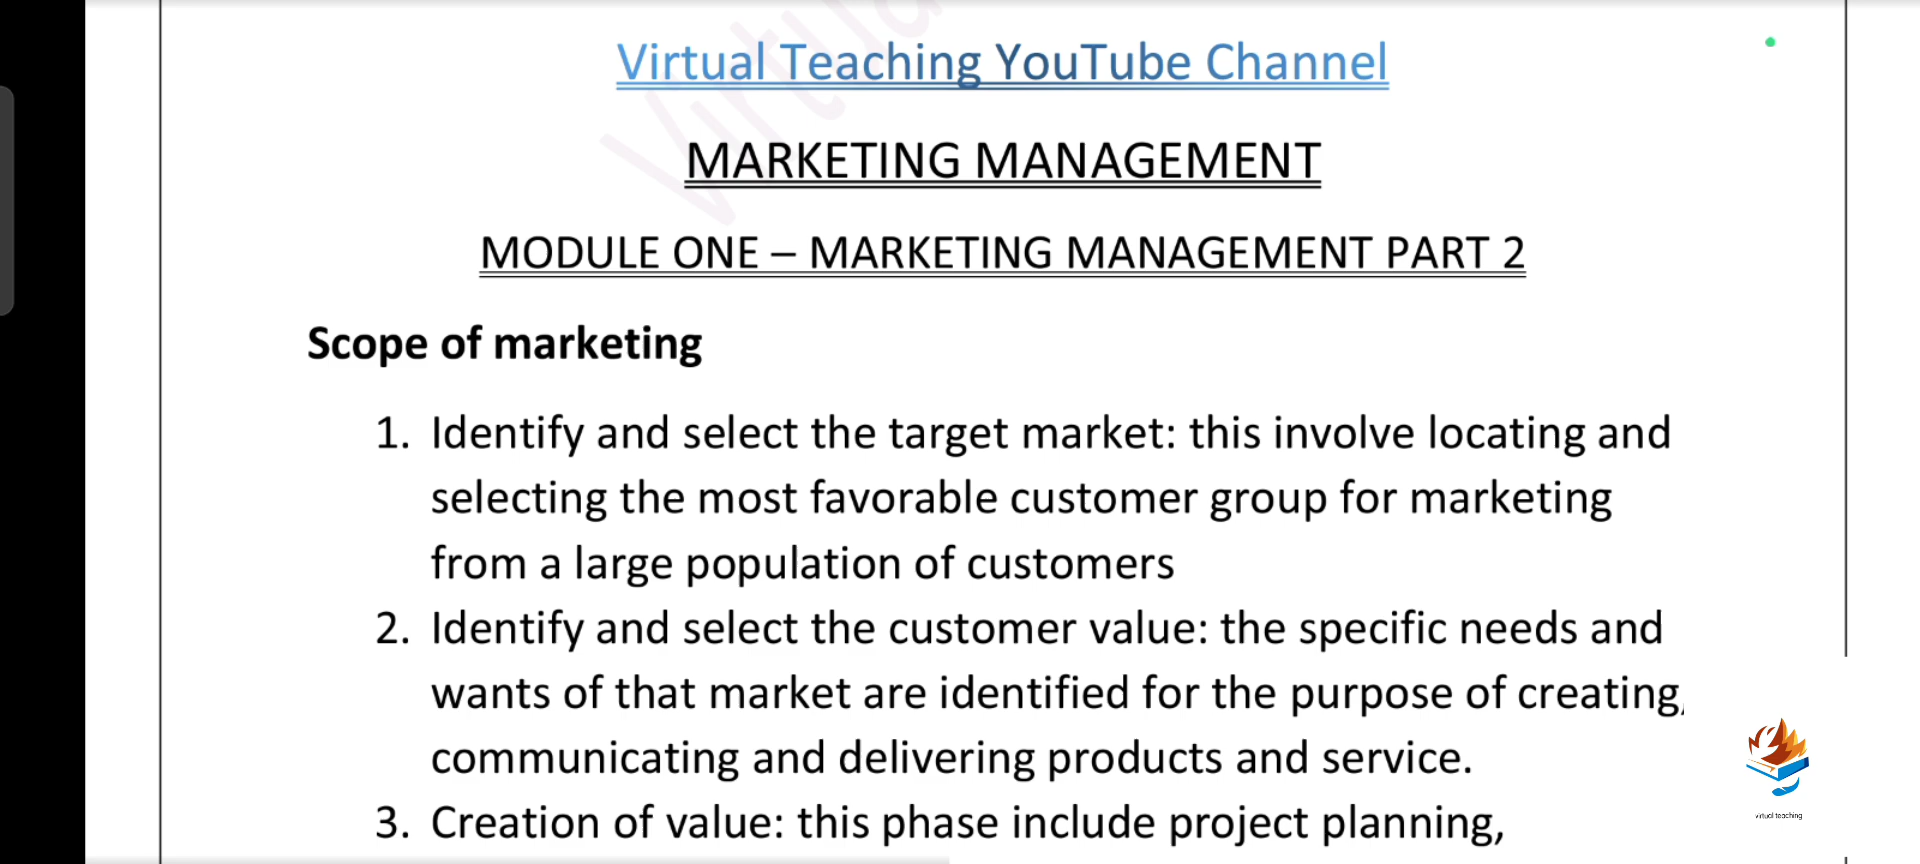 Virtual Teaching YouTube Channel
MARKETING MANAGEMENT
MODULE ONE – MARKETING MANAGEMENT PART 2
Scope of marketing
1. Identify and select the target market: this involve locating and
selecting the most favorable customer group for marketing
from a large population of customers
2. Identify and select the customer value: the specific needs and
wants of that market are identified for the purpose of creating,
communicating and delivering products and service.
3. Creation of value: this phase include project planning,
virtual teaching